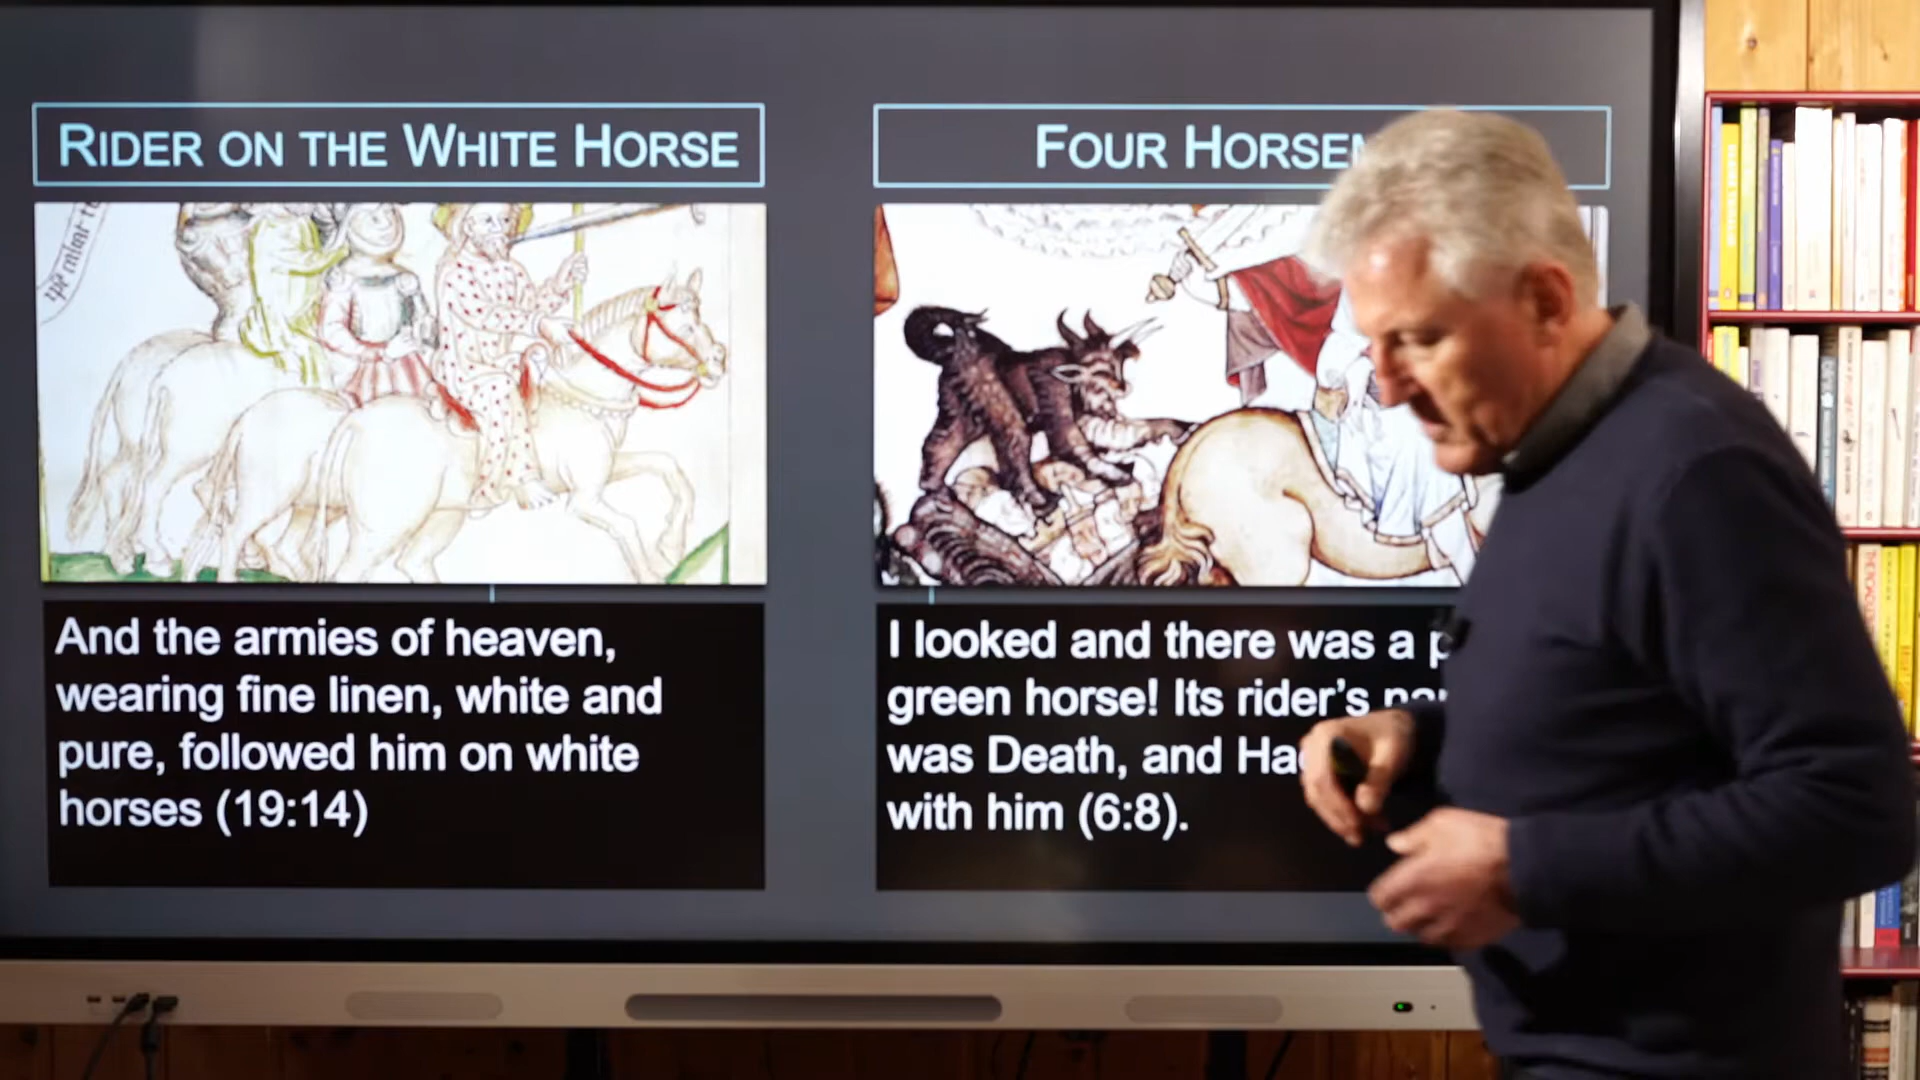 RIDER ON THE WHITE HORSE
And the armies of heaven,
wearing fine linen, white and
pure, followed him on white
horses (19:14)
FOUR
I looked and there was a
green horse! Its rider's
was Death, and
with him (6:8).